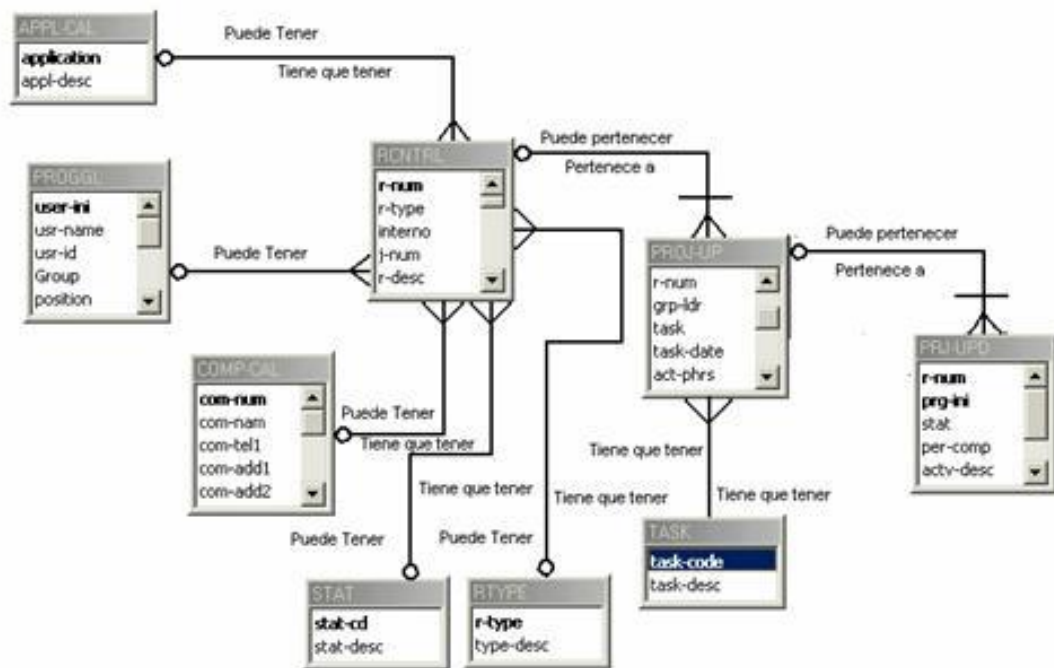 APPL-CAL
application
appl-desc
Puede Tener
Tiene que tener
PROGGL
user-ini
usr-name
usr-id
Group
position
Puede Tener
RCNTRL
r-num
r-type
interno
j-num
r-desc
Puede pertenecer
Pertenece a
PROJ-UP
r-num
grp-ldr
task
task-date
act-phrs
Puede pertenecer
Pertenece a
PRJ-UPD
r-num
prg-ini
stat
per-comp
actv-desc
COMP-CAL
com-num
com-nam
com-tel1
com-add1
com-add2
Puede Tener
Tiene que tener
Tiene que tener
Puede Tener
Tiene que tener
Puede Tener
Tiene que tener
Tiene que tener
STAT
stat-cd
stat-desc
RTYPE
r-type
type-desc
TASK
task-code
task-desc